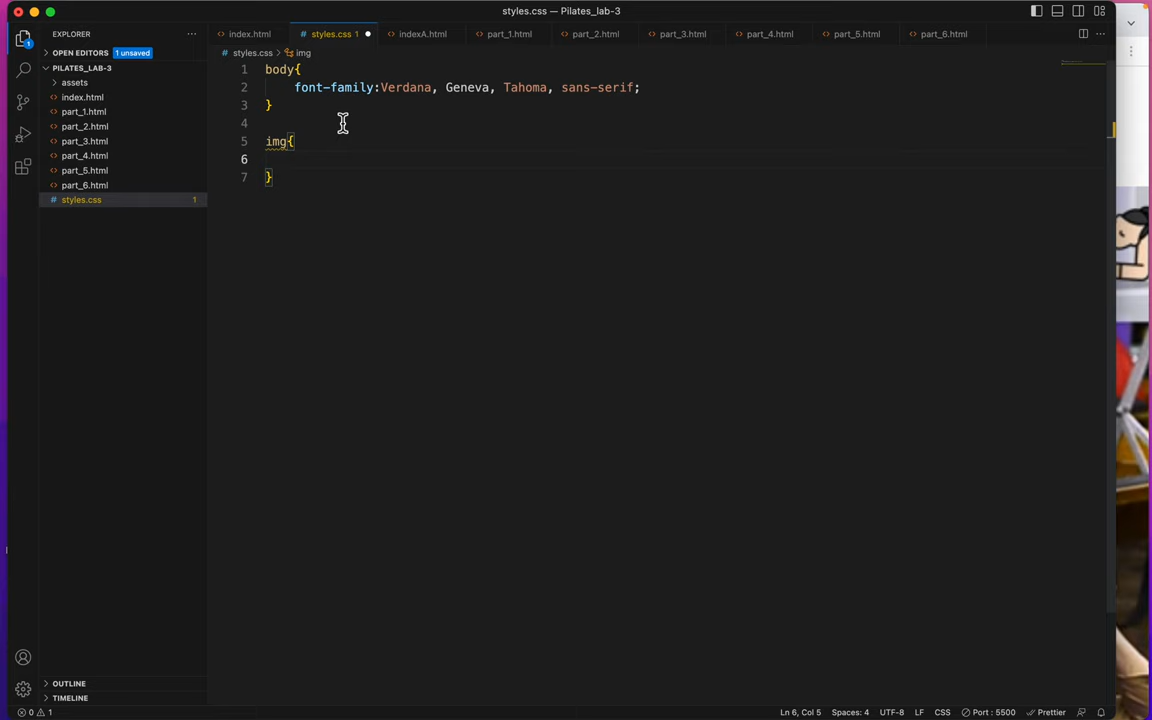 styles.css — Pilates_lab-3
EXPLORER
index.html
styles.css 1
indexA.html
part_1.html
part_2.html
part_3.html
part_4.html
part_5.html
part_6.html
OPEN EDITORS 1 unsaved
styles.css > img
PILATES_LAB-3
assets
index.html
part_1.html
part_2.html
part_3.html
part_4.html
part_5.html
part_6.html
# styles.css 1
1 body{
2 font-family:Verdana, Geneva, Tahoma, sans-serif;
3 }
4
5 img{
6
7 }
OUTLINE
TIMELINE
0 1
Ln 6, Col 5 Spaces: 4 UTF-8 LF CSS Port : 5500 Prettier